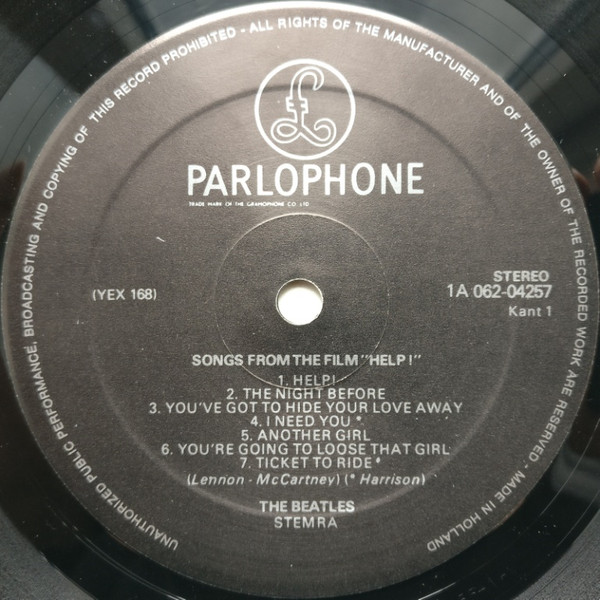 UNAUTHORIZED PUBLIC PERFORMANCE, BROADCASTING AND COPYING OF THIS RECORD PROHIBITED - ALL RIGHTS OF THE MANUFACTURER AND OF THE OWNER OF THE RECORDED WORK ARE RESERVED - MADE IN HOLLAND
£
PARLOPHONE
TRADE MARK OF THE GRAMOPHONE CO LTD
(YEX 168)
STEREO
1A 062-04257
Kant 1
SONGS FROM THE FILM "HELP!"
1. HELP!
2. THE NIGHT BEFORE
3. YOU'VE GOT TO HIDE YOUR LOVE AWAY
4. I NEED YOU *
5. ANOTHER GIRL
6. YOU'RE GOING TO LOOSE THAT GIRL
7. TICKET TO RIDE*
(Lennon - McCartney) (* Harrison)
THE BEATLES
STEMRA